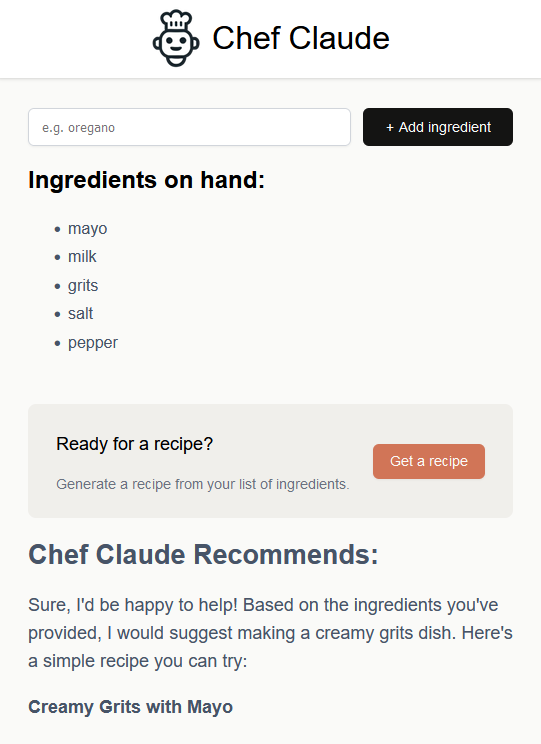 Chef Claude
e.g. oregano
+ Add ingredient
Ingredients on hand:
• mayo
• milk
• grits
• salt
• pepper
Ready for a recipe?
Get a recipe
Generate a recipe from your list of ingredients.
Chef Claude Recommends:
Sure, I'd be happy to help! Based on the ingredients you've
provided, I would suggest making a creamy grits dish. Here's
a simple recipe you can try:
Creamy Grits with Mayo